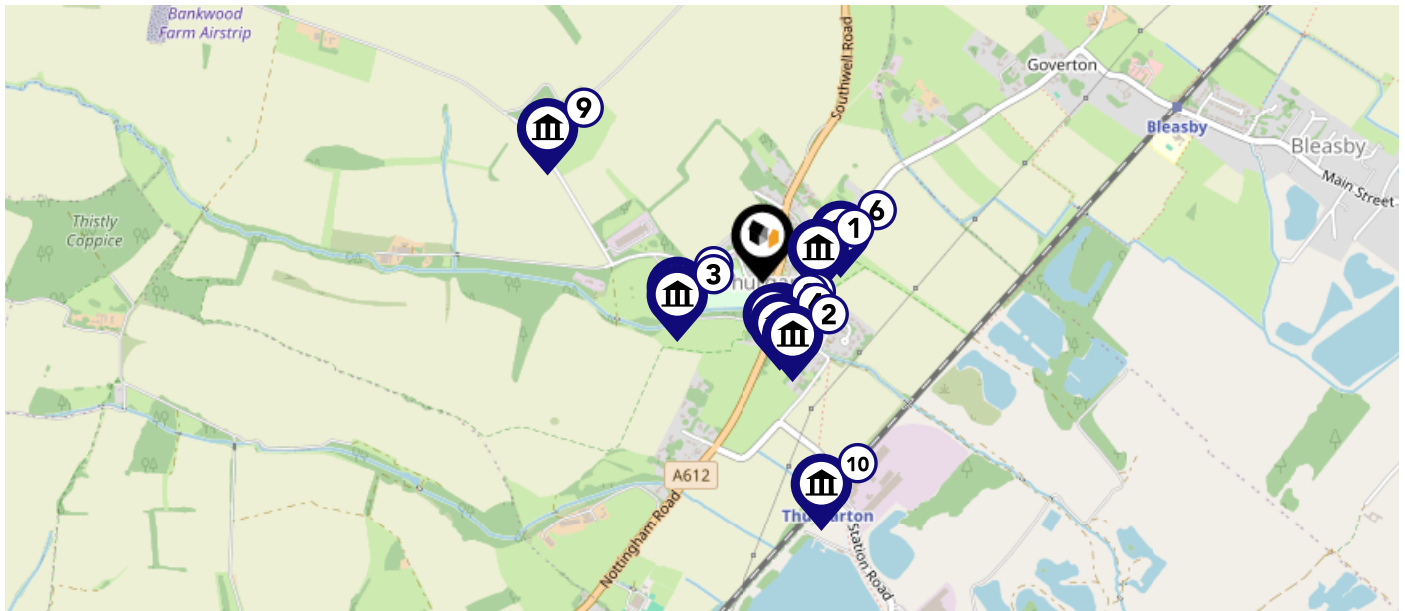 Bankwood
Farm Airstrip
Southwell Road
Goverton
9
Bleasby
Bleasby
Main Street
6
1
Thistly
Coppice
3
2
A612
10
Nottingham Road
Station Road